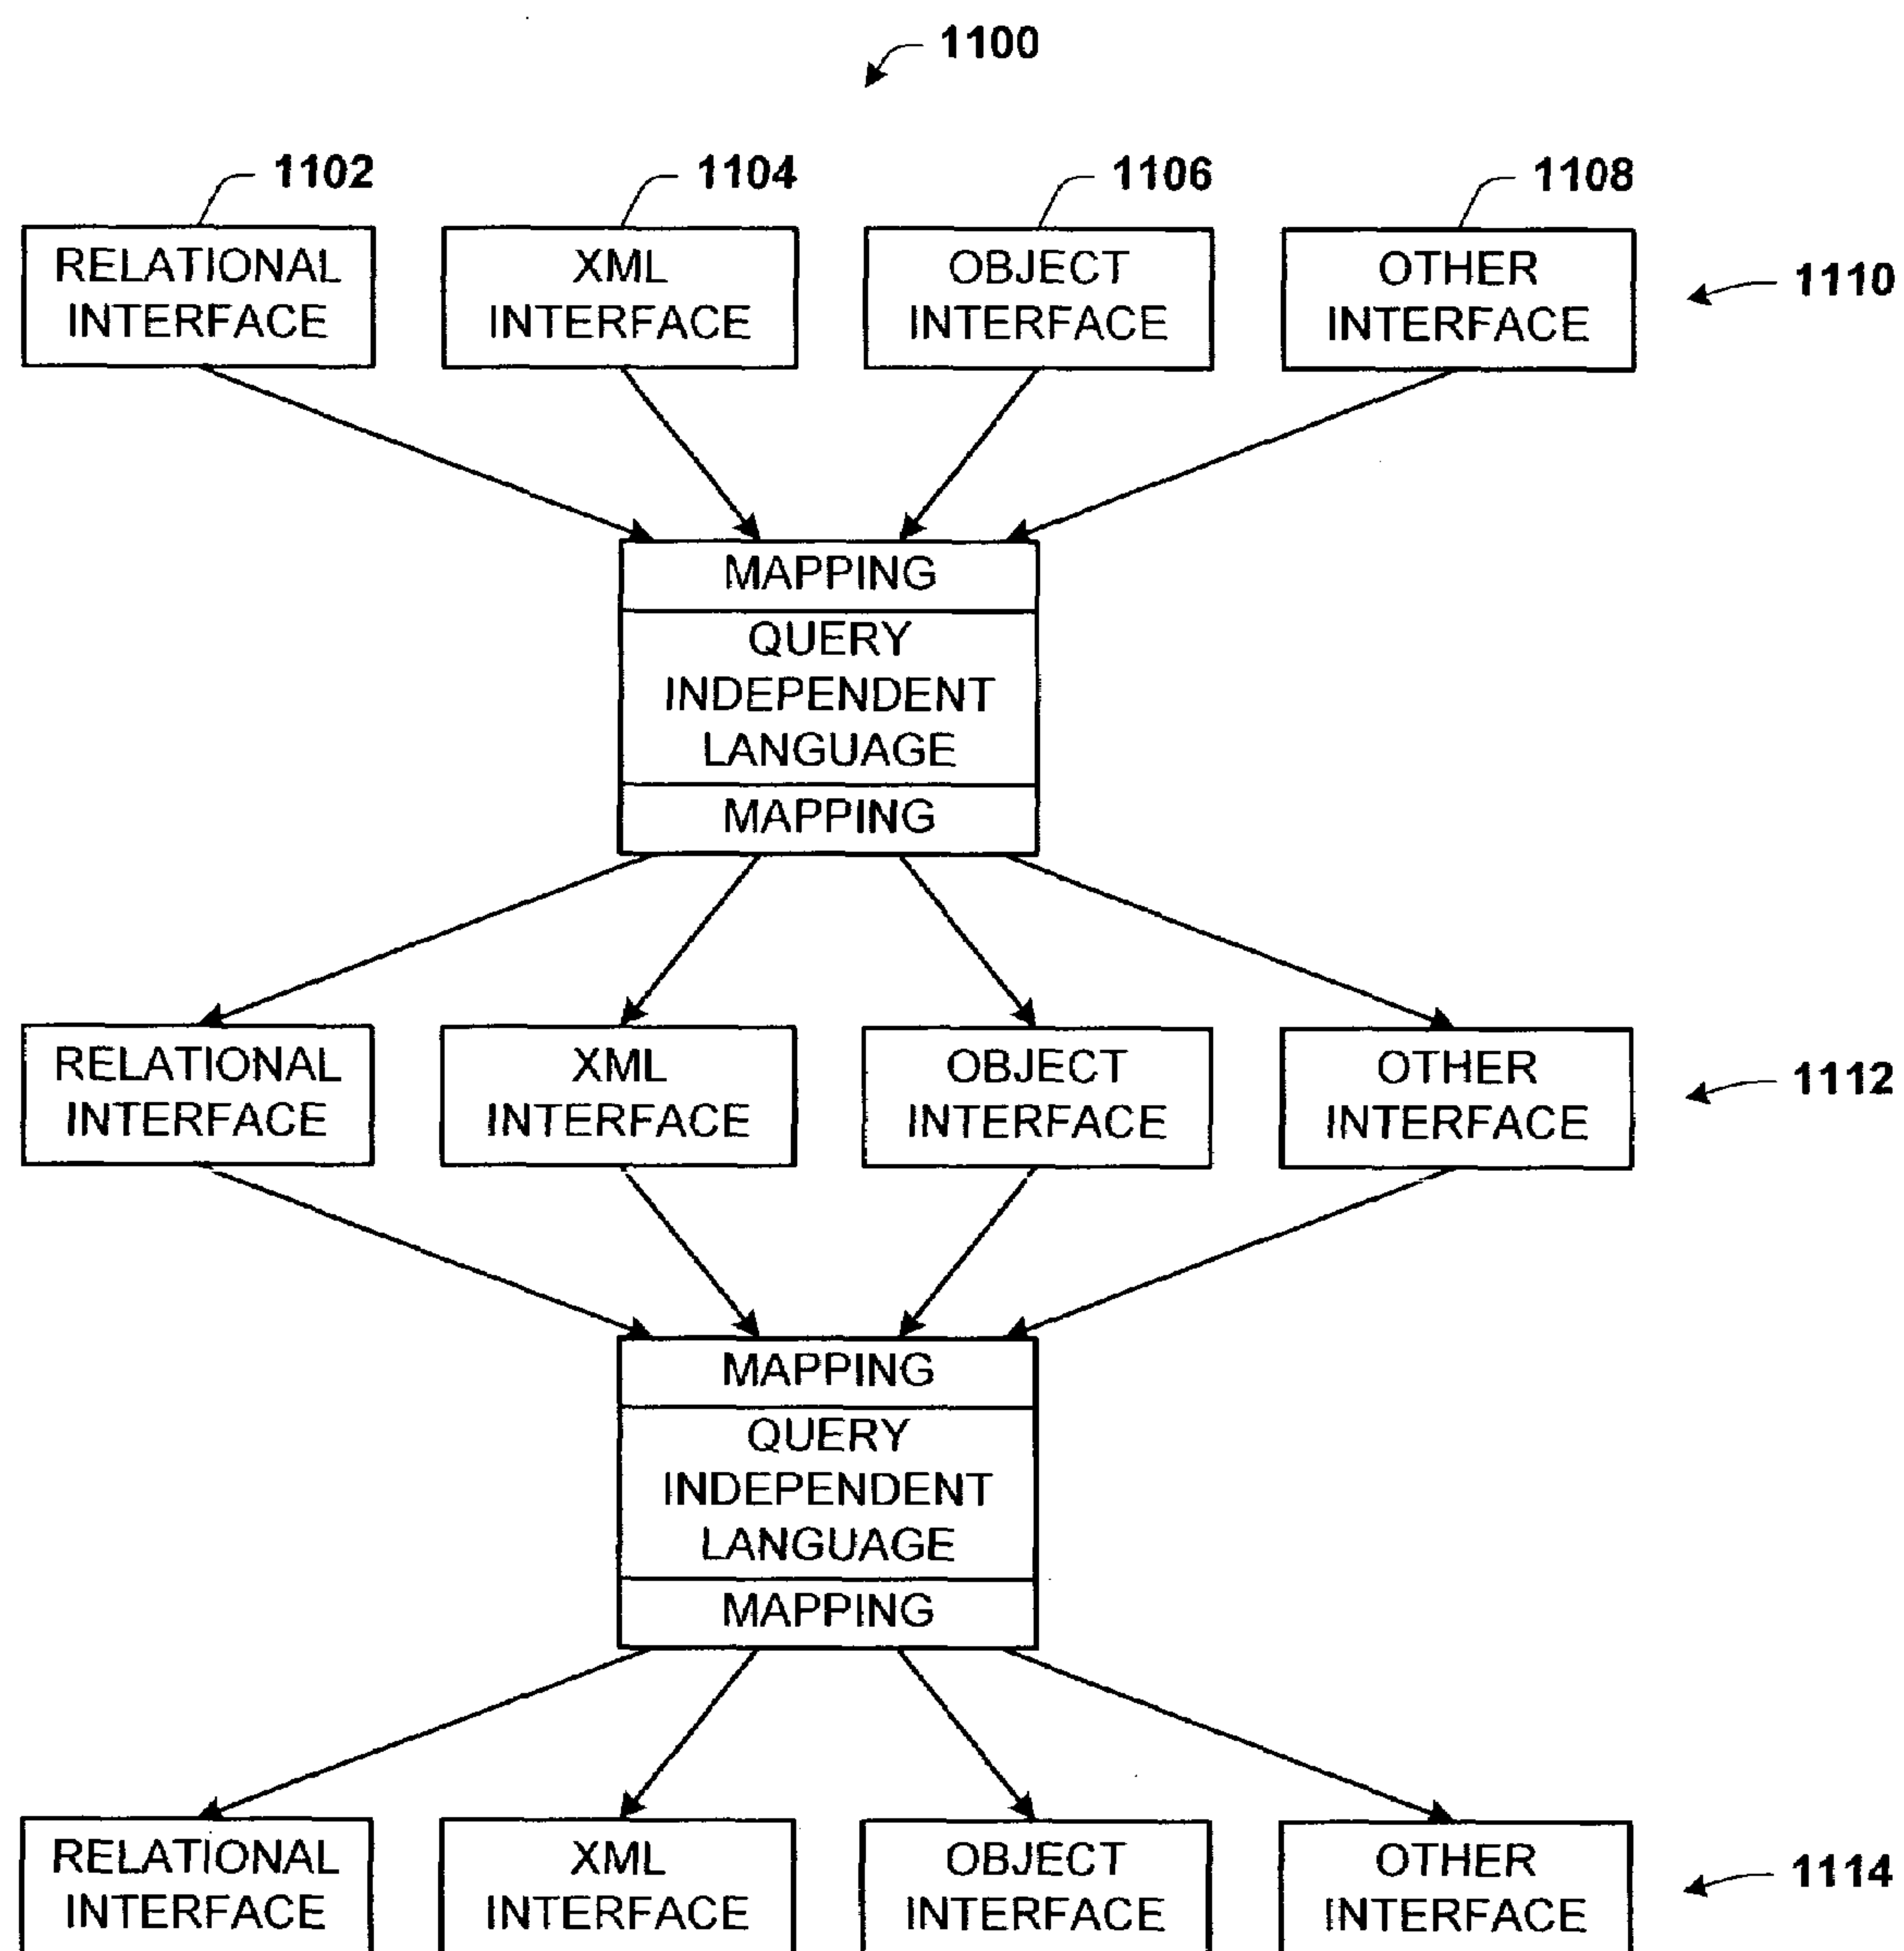 1100
1102
1104
1106
1108
RELATIONAL
INTERFACE
XML
INTERFACE
OBJECT
INTERFACE
OTHER
INTERFACE
1110
MAPPING
QUERY
INDEPENDENT
LANGUAGE
MAPPING
RELATIONAL
INTERFACE
XML
INTERFACE
OBJECT
INTERFACE
OTHER
INTERFACE
1112
MAPPING
QUERY
INDEPENDENT
LANGUAGE
MAPPING
RELATIONAL
INTERFACE
XML
INTERFACE
OBJECT
INTERFACE
OTHER
INTERFACE
1114